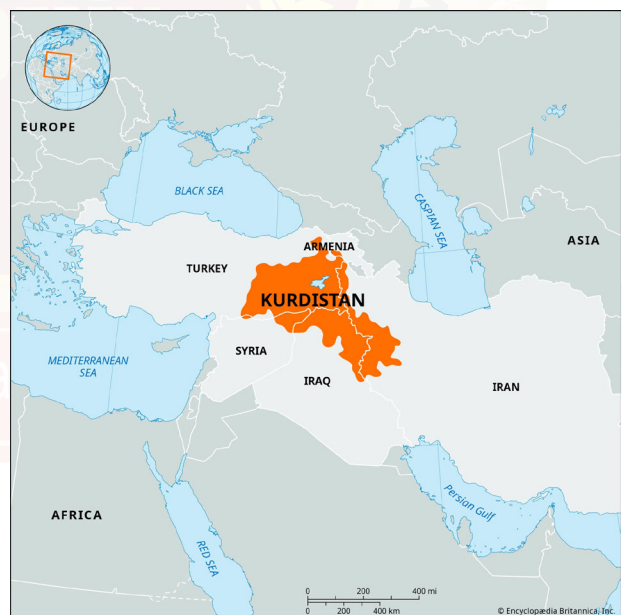 EUROPE
BLACK SEA
CASPIAN SEA
ASIA
ARMENIA
TURKEY
KURDISTAN
MEDITERRANEAN
SEA
SYRIA
IRAQ
IRAN
AFRICA
RED SEA
Persian Gulf
0 200 400 mi
0 200 400 km
© Encyclopædia Britannica, Inc.